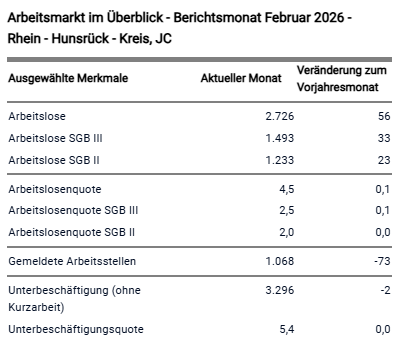 Arbeitsmarkt im Überblick - Berichtsmonat Februar 2026 -
Rhein - Hunsrück - Kreis, JC
Ausgewählte Merkmale Aktueller Monat Veränderung zum
Vorjahresmonat
Arbeitslose 2.726 56
Arbeitslose SGB III 1.493 33
Arbeitslose SGB II 1.233 23
Arbeitslosenquote 4,5 0,1
Arbeitslosenquote SGB III 2,5 0,1
Arbeitslosenquote SGB II 2,0 0,0
Gemeldete Arbeitsstellen 1.068 -73
Unterbeschäftigung (ohne 3.296 -2
Kurzarbeit)
Unterbeschäftigungsquote 5,4 0,0